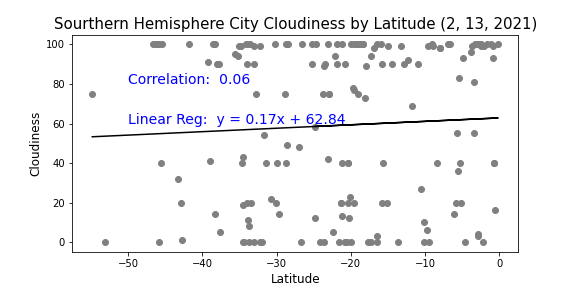 Sourthern Hemisphere City Cloudiness by Latitude (2, 13, 2021)
100
80
60
40
20
0
Cloudiness
Correlation: 0.06
Linear Reg: y = 0.17x + 62.84
−50 −40 −30 −20 −10 0
Latitude